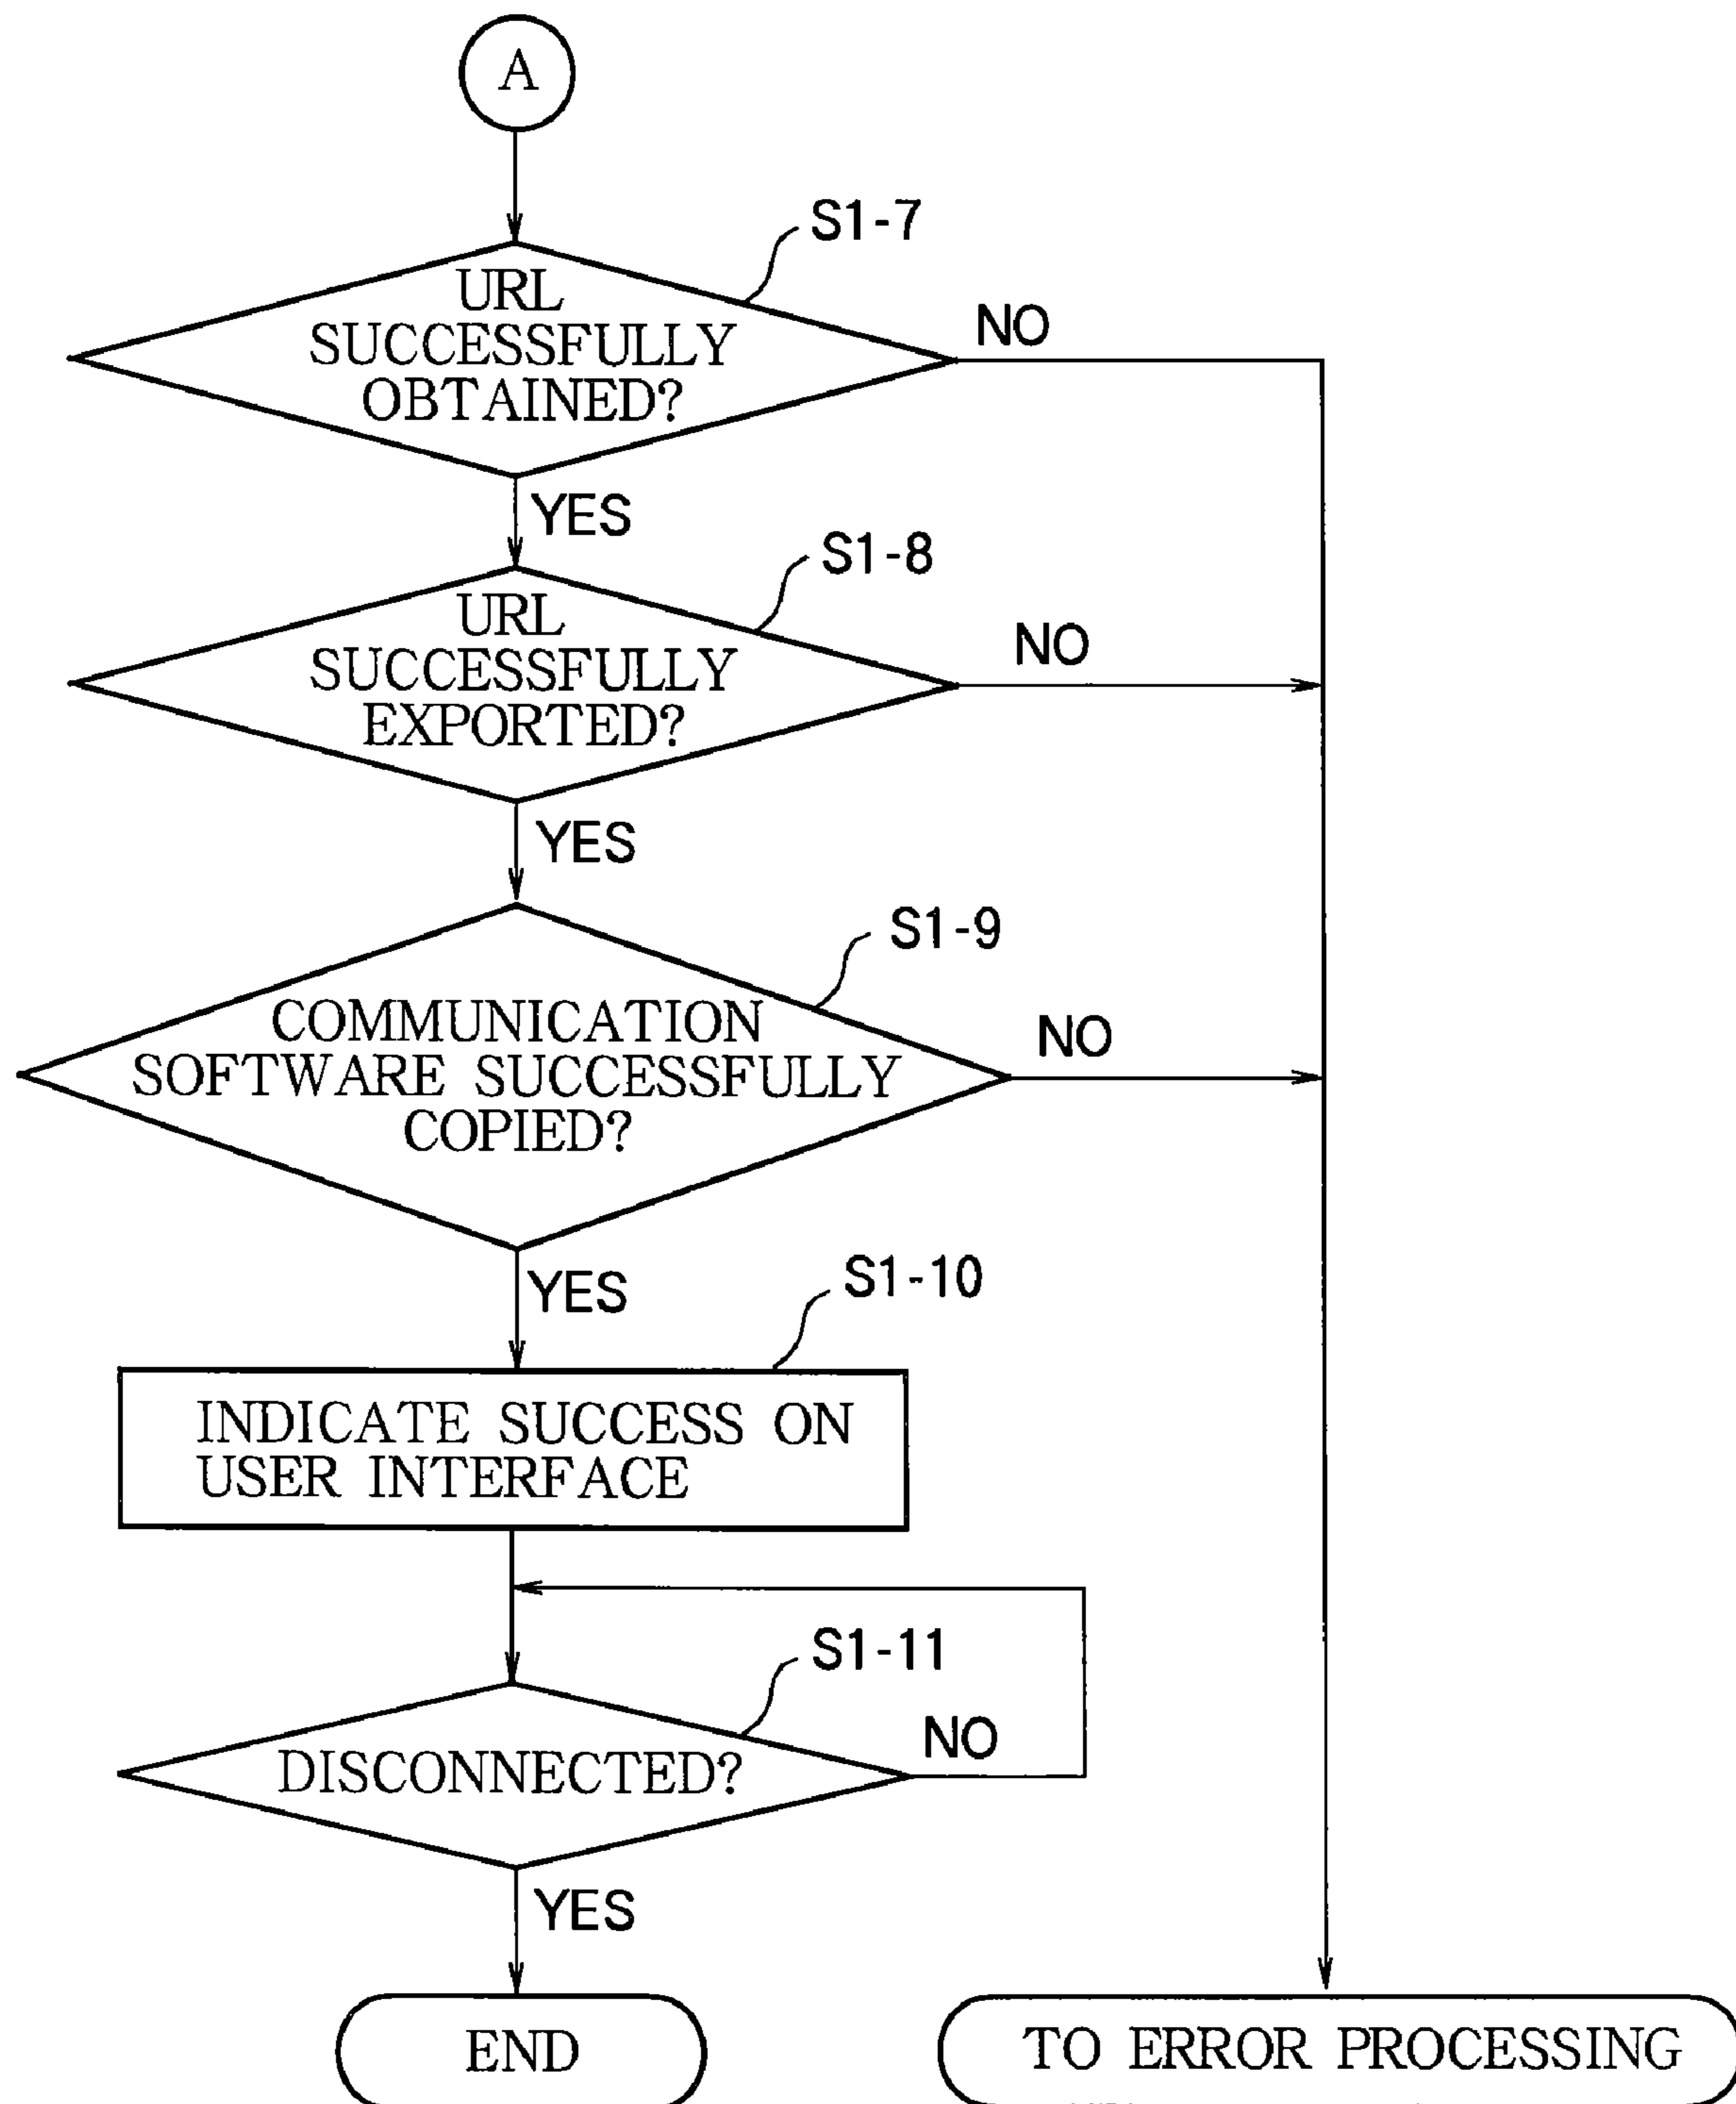 A
S1-7
URL
SUCCESSFULLY
OBTAINED?
NO
YES
S1-8
URL
SUCCESSFULLY
EXPORTED?
NO
YES
S1-9
COMMUNICATION
SOFTWARE SUCCESSFULLY
COPIED?
NO
YES
S1-10
INDICATE SUCCESS ON
USER INTERFACE
S1-11
DISCONNECTED?
NO
YES
END
TO ERROR PROCESSING